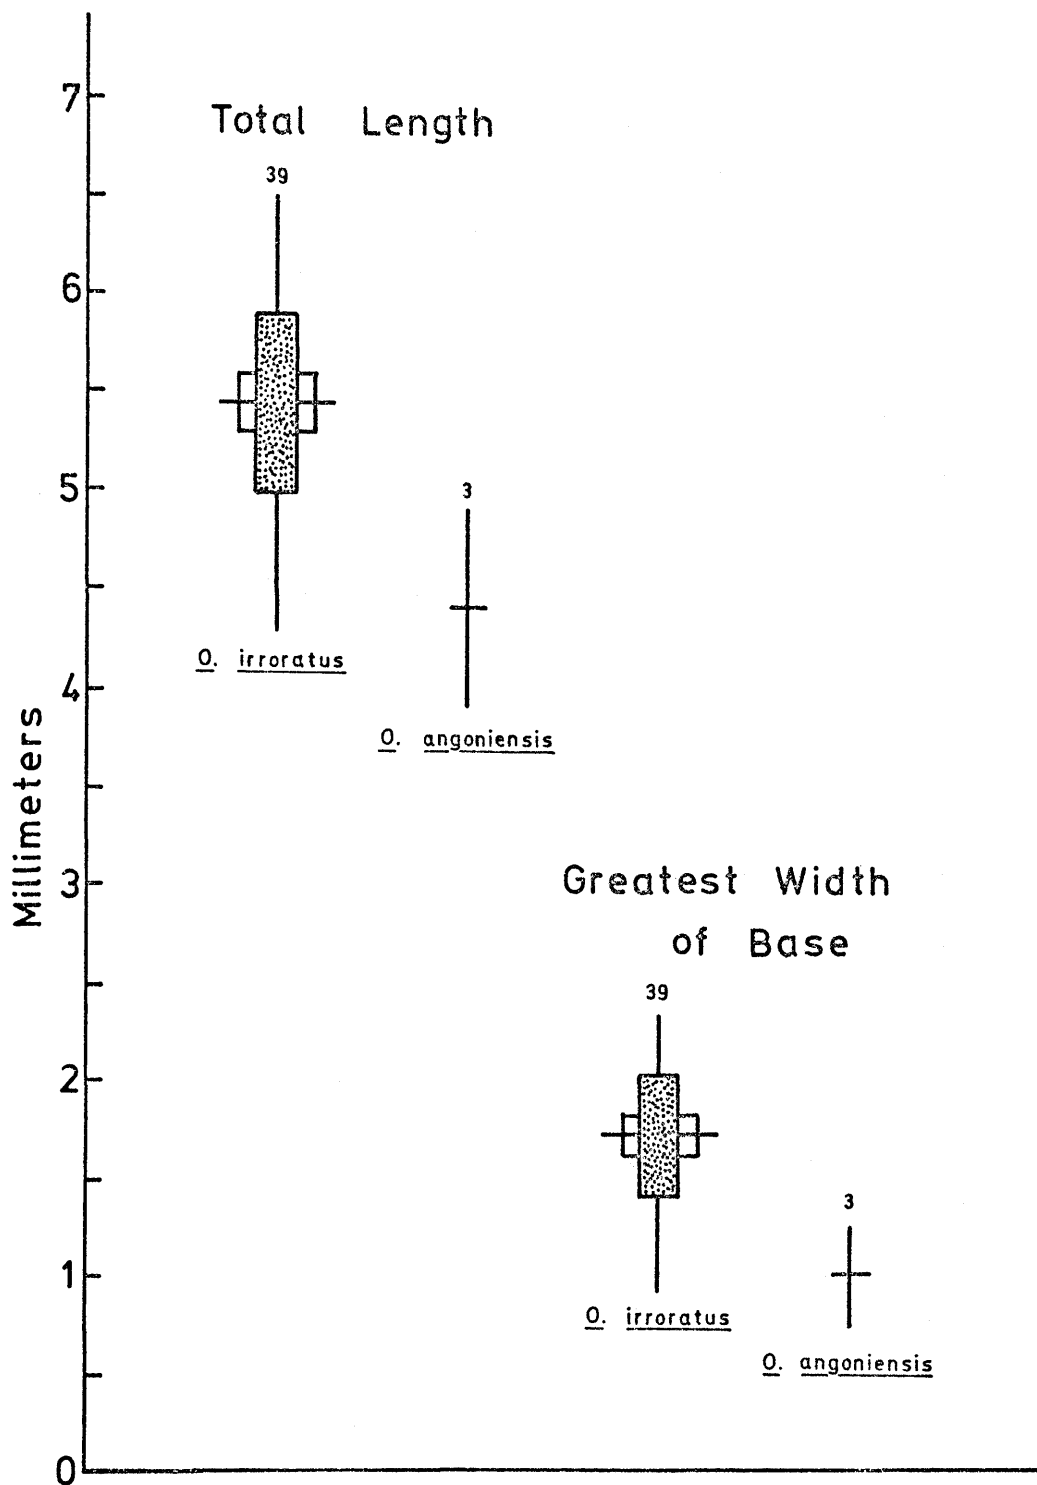 7
Total Length
39
6
5
3
O. irroratus
4
O. angoniensis
Millimeters
3
Greatest Width
of Base
39
2
3
1
O. irroratus
O. angoniensis
0